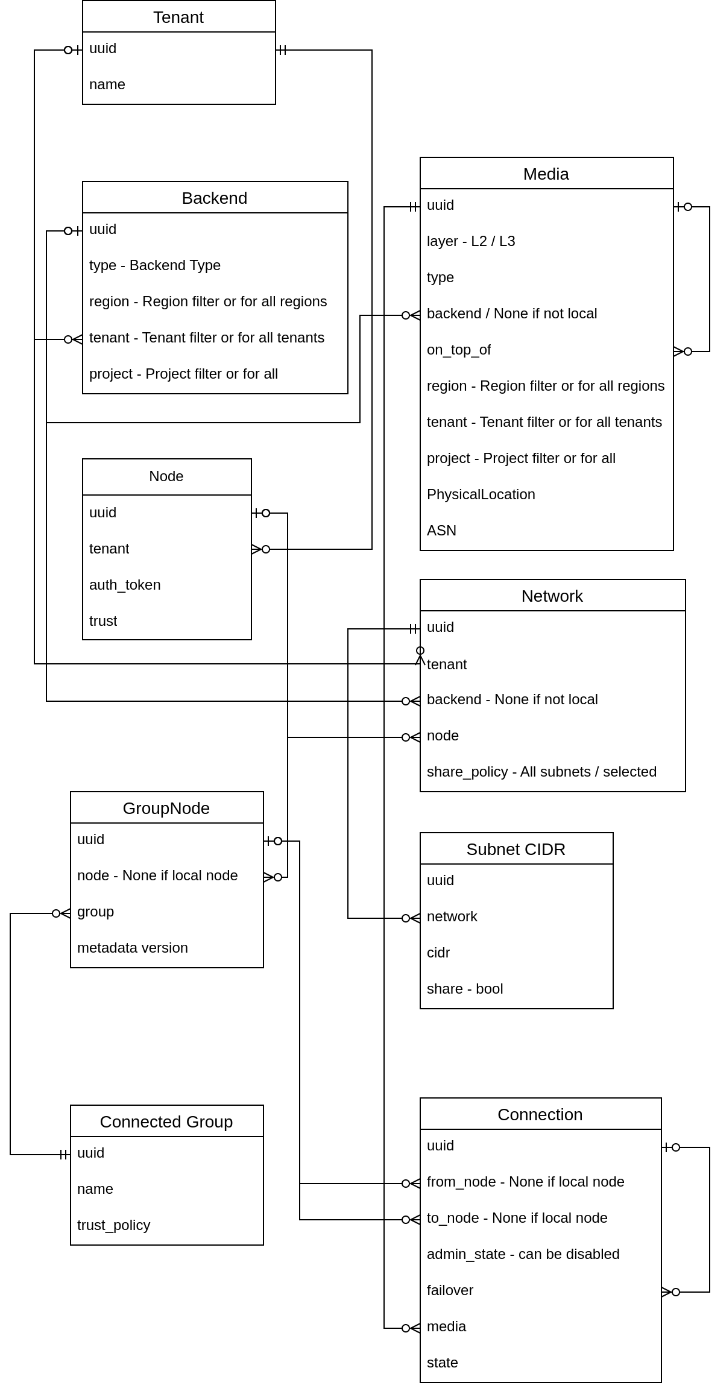 Tenant
uuid
name
Backend
uuid
type - Backend Type
region - Region filter or for all regions
tenant - Tenant filter or for all tenants
project - Project filter or for all
Media
uuid
layer - L2 / L3
type
backend / None if not local
on_top_of
region - Region filter or for all regions
tenant - Tenant filter or for all tenants
project - Project filter or for all
PhysicalLocation
ASN
Node
uuid
tenant
auth_token
trust
Network
uuid
tenant
backend - None if not local
node
share_policy - All subnets / selected
GroupNode
uuid
node - None if local node
group
metadata version
Subnet CIDR
uuid
network
cidr
share - bool
Connected Group
uuid
name
trust_policy
Connection
uuid
from_node - None if local node
to_node - None if local node
admin_state - can be disabled
failover
media
state